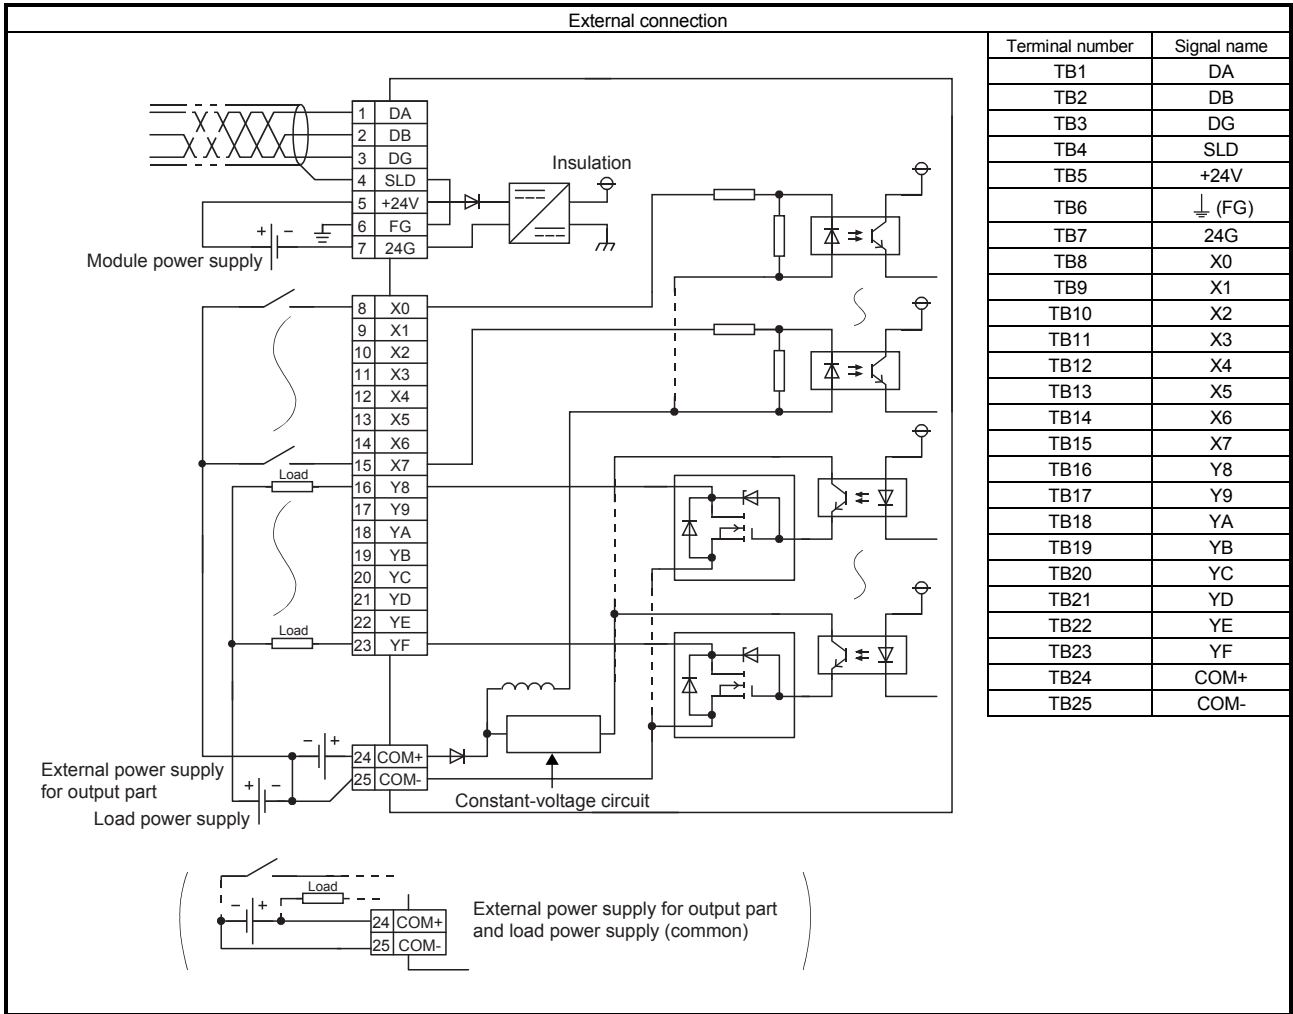 External connection
Terminal number Signal name
TB1 DA
TB2 DB
TB3 DG
TB4 SLD
TB5 +24V
TB6 ⏚ (FG)
TB7 24G
TB8 X0
TB9 X1
TB10 X2
TB11 X3
TB12 X4
TB13 X5
TB14 X6
TB15 X7
TB16 Y8
TB17 Y9
TB18 YA
TB19 YB
TB20 YC
TB21 YD
TB22 YE
TB23 YF
TB24 COM+
TB25 COM-
1 DA
2 DB
3 DG
4 SLD
5 +24V
6 FG
7 24G
Insulation
+ −
Module power supply
8 X0
9 X1
10 X2
11 X3
12 X4
13 X5
14 X6
15 X7
Load
16 Y8
17 Y9
18 YA
19 YB
20 YC
21 YD
22 YE
Load
23 YF
− +
24 COM+
25 COM-
External power supply
for output part
+ −
Load power supply
Constant-voltage circuit
Load
− +
24 COM+
25 COM-
External power supply for output part
and load power supply (common)